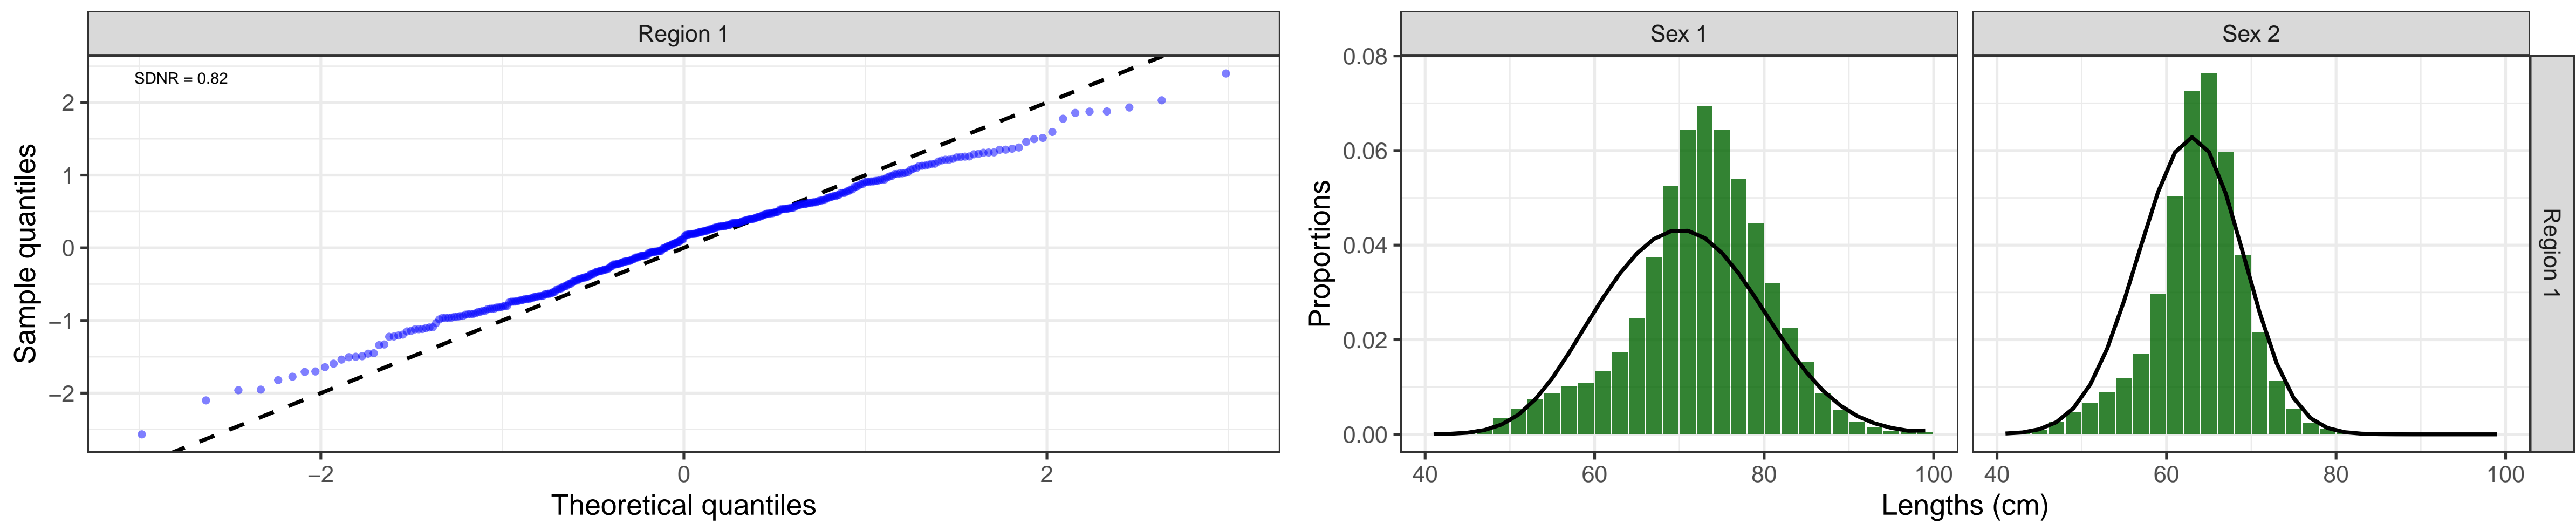 Region 1
SDNR = 0.82
Sample quantiles
2
1
0
−1
−2
−2 0 2
Theoretical quantiles
Sex 1 Sex 2
Region 1
Proportions
0.08
0.06
0.04
0.02
0.00
40 60 80 100 40 60 80 100
Lengths (cm)